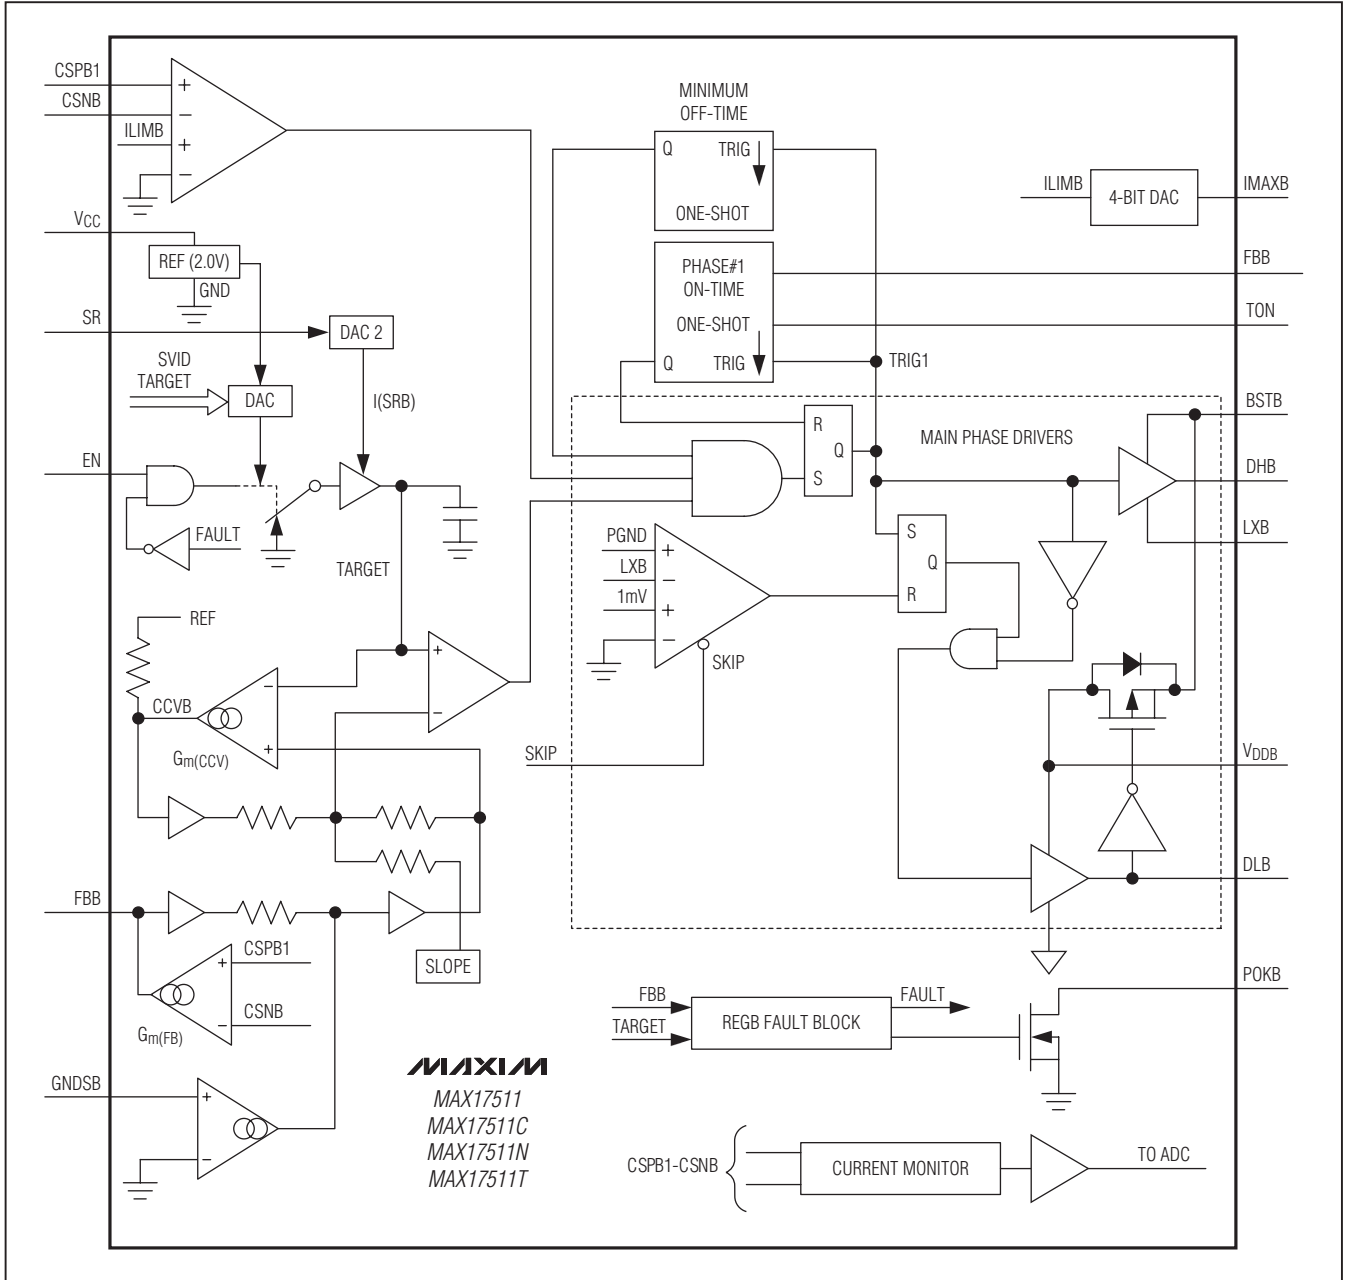 CSPB1
CSNB
ILIMB
+
−
+
−
MINIMUM
OFF-TIME
Q
TRIG
ONE-SHOT
ILIMB
4-BIT DAC
IMAXB
VCC
REF (2.0V)
GND
PHASE#1
ON-TIME
ONE-SHOT
Q
TRIG
FBB
TON
TRIG1
SR
DAC 2
SVID
TARGET
DAC
I(SRB)
BSTB
MAIN PHASE DRIVERS
R
Q
S
EN
DHB
FAULT
LXB
TARGET
PGND
LXB
1mV
+
−
+
−
SKIP
S
Q
R
REF
CCVB
−
+
Gm(CCV)
+
−
SKIP
VDDB
DLB
FBB
CSPB1
+
CSNB
−
Gm(FB)
SLOPE
POKB
FBB
TARGET
REGB FAULT BLOCK
FAULT
GNDSB
+
−
MAXIM
MAX17511
MAX17511C
MAX17511N
MAX17511T
CSPB1-CSNB
CURRENT MONITOR
TO ADC